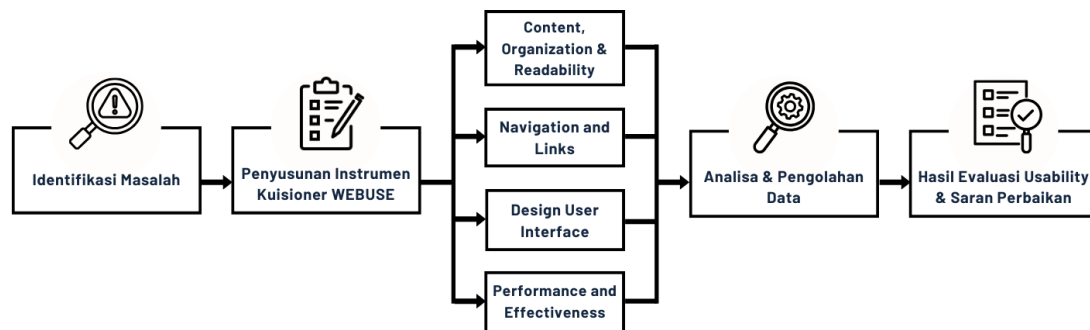 Identifikasi Masalah
Penyusunan Instrumen
Kuisioner WEBUSE
Content,
Organization &
Readability
Navigation and
Links
Design User
Interface
Performance and
Effectiveness
Analisa & Pengolahan
Data
Hasil Evaluasi Usability
& Saran Perbaikan